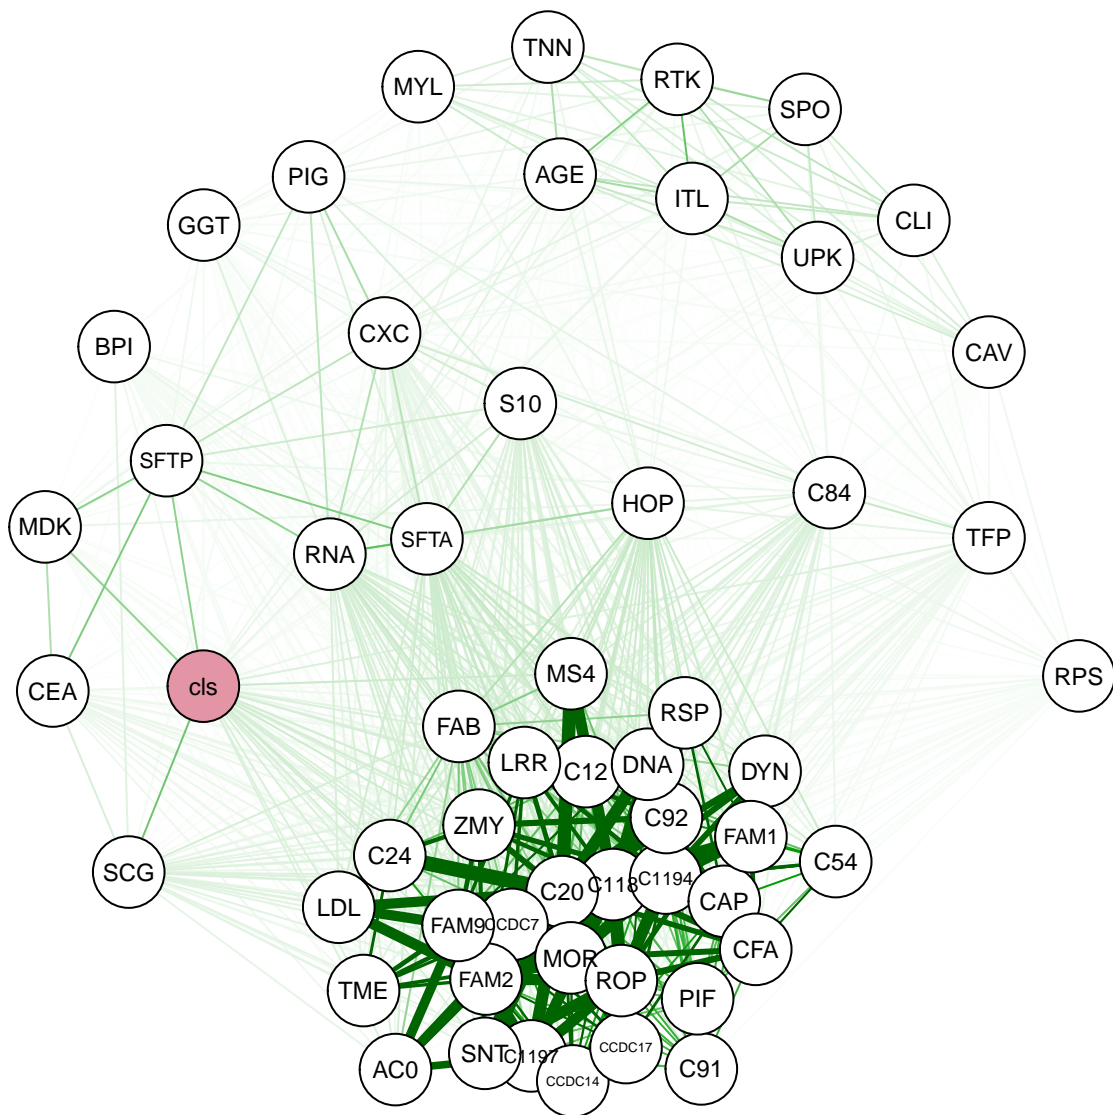 TNN
RTK
MYL
SPO
PIG
AGE
ITL
GGT
CLI
UPK
BPI
CXC
CAV
S10
SFTP
HOP
C84
MDK
RNA
SFTA
TFP
CEA
cls
MS4
RPS
FAB
RSP
LRR
C12
DNA
DYN
ZMY
C92
FAM1
C24
C54
SCG
C20
C118
C1194
CAP
LDL
FAM9
CCDC7
CFA
MOR
TME
FAM2
ROP
PIF
AC0
SNT
C1197
CCDC17
CCDC14
C91